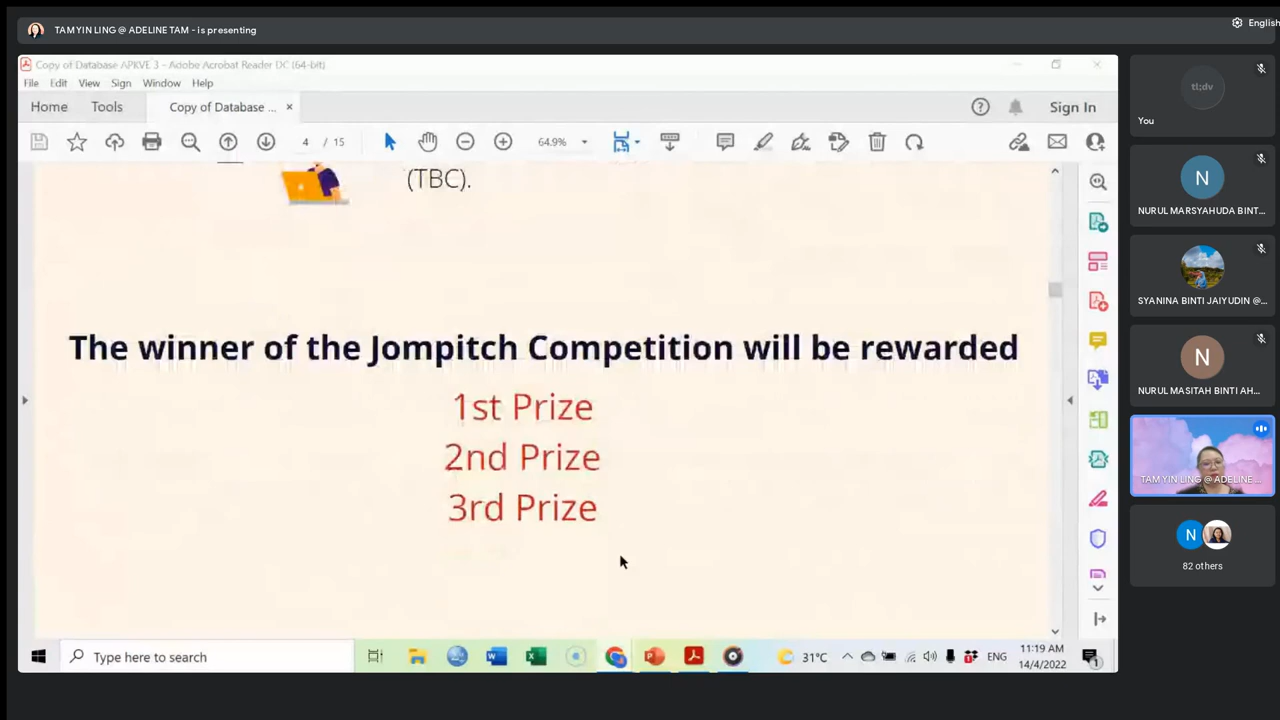 TAM YIN LING @ ADELINE TAM - is presenting
English
Copy of Database APKVE 3 - Adobe Acrobat Reader DC (64-bit)
File Edit View Sign Window Help
Home Tools Copy of Database ... × Sign In
4 / 15 64.9%
(TBC).
The winner of the Jompitch Competition will be rewarded
1st Prize
2nd Prize
3rd Prize
Type here to search
31°C ENG
11:19 AM
14/4/2022
1
tl;dv
You
N
NURUL MARSYAHUDA BINT...
SYANINA BINTI JAIYUDIN @...
N
NURUL MASITAH BINTI AH...
TAM YIN LING @ ADELINE ...
N
82 others